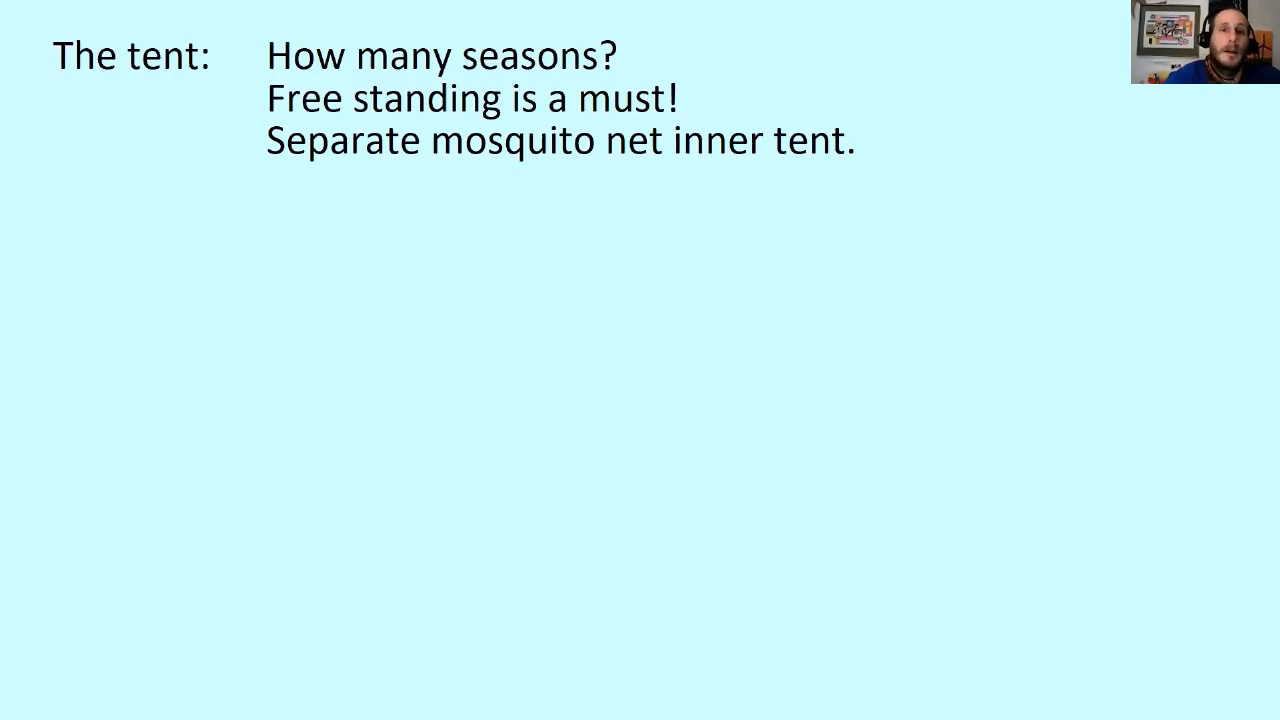 The tent: How many seasons?
Free standing is a must!
Separate mosquito net inner tent.